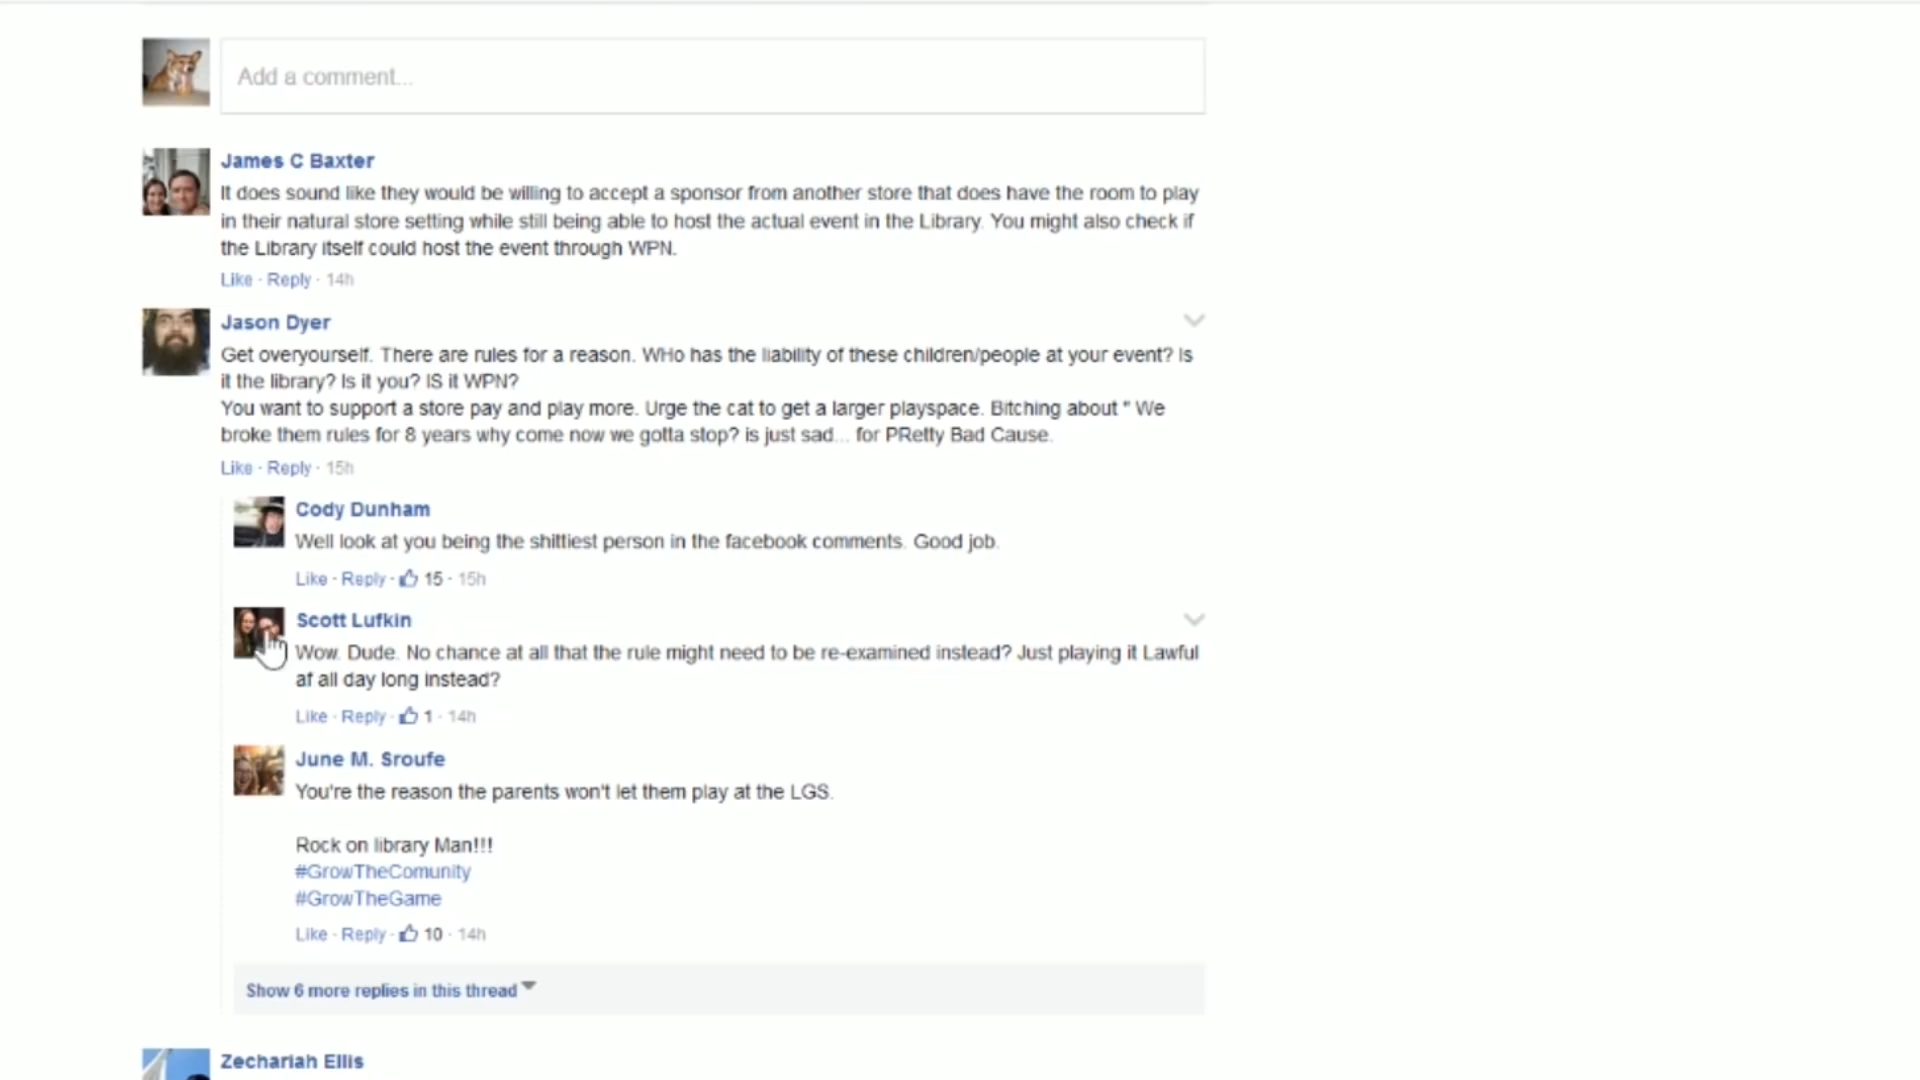 Add a comment...
James C Baxter
It does sound like they would be willing to accept a sponsor from another store that does have the room to play
in their natural store setting while still being able to host the actual event in the Library. You might also check if
the Library itself could host the event through WPN.
Like · Reply · 14h
Jason Dyer
Get overyourself. There are rules for a reason. WHo has the liability of these children/people at your event? Is
it the library? Is it you? IS it WPN?
You want to support a store pay and play more. Urge the cat to get a larger playspace. Bitching about " We
broke them rules for 8 years why come now we gotta stop? is just sad... for PRetty Bad Cause.
Like · Reply · 15h
Cody Dunham
Well look at you being the shittiest person in the facebook comments. Good job.
Like · Reply · 15 · 15h
Scott Lufkin
Wow. Dude. No chance at all that the rule might need to be re-examined instead? Just playing it Lawful
af all day long instead?
Like · Reply · 1 · 14h
June M. Sroufe
You're the reason the parents won't let them play at the LGS.
Rock on library Man!!!
#GrowTheComunity
#GrowTheGame
Like · Reply · 10 · 14h
Show 6 more replies in this thread
Zechariah Ellis